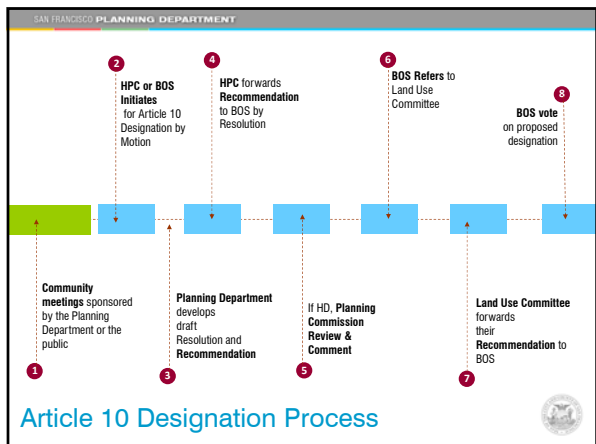 SAN FRANCISCO PLANNING DEPARTMENT
2
HPC or BOS
Initiates
for Article 10
Designation by
Motion
4
HPC forwards
Recommendation
to BOS by
Resolution
6
BOS Refers to
Land Use
Committee
8
BOS vote
on proposed
designation
Community
meetings sponsored
by the Planning
Department or the
public
1
Planning Department
develops
draft
Resolution and
Recommendation
3
If HD, Planning
Commission
Review &
Comment
5
Land Use Committee
forwards
their
Recommendation to
BOS
7
Article 10 Designation Process